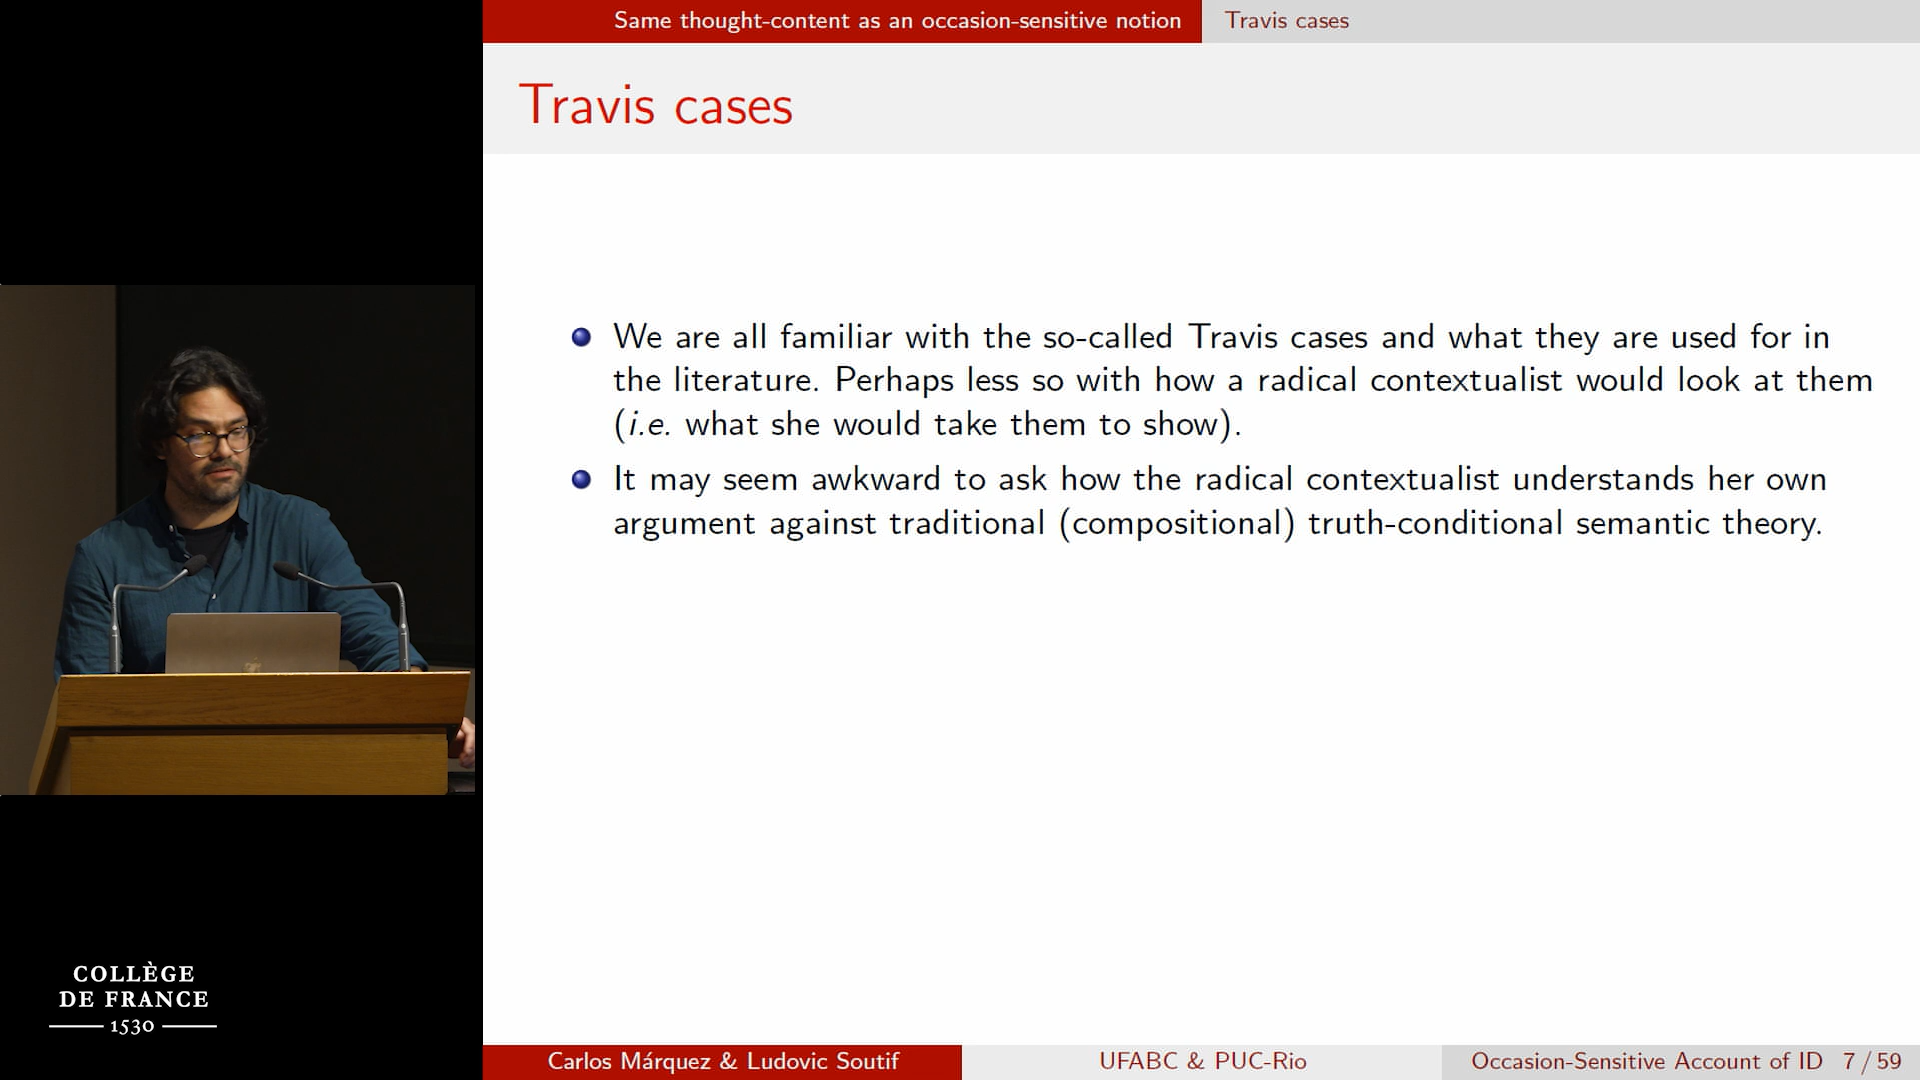 Same thought-content as an occasion-sensitive notion
Travis cases
Travis cases
We are all familiar with the so-called Travis cases and what they are used for in
the literature. Perhaps less so with how a radical contextualist would look at them
(i.e. what she would take them to show).
It may seem awkward to ask how the radical contextualist understands her own
argument against traditional (compositional) truth-conditional semantic theory.
COLLÈGE
DE FRANCE
1530
Carlos Márquez & Ludovic Soutif
UFABC & PUC-Rio
Occasion-Sensitive Account of ID 7 / 59